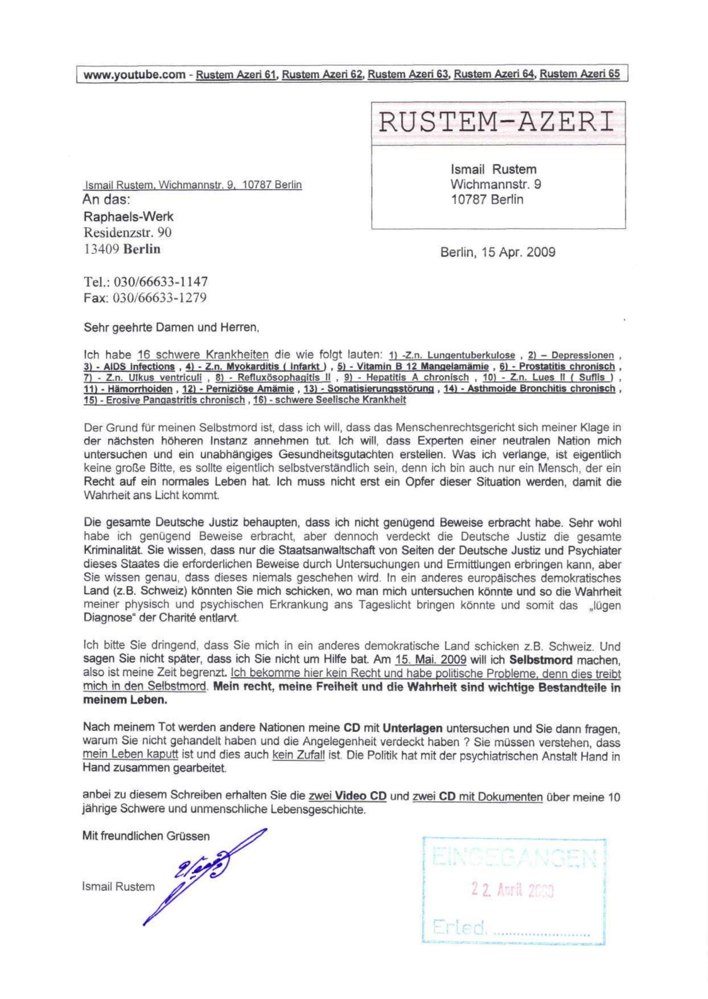 www.youtube.com - Rustem Azeri 61, Rustem Azeri 62, Rustem Azeri 63, Rustem Azeri 64, Rustem Azeri 65
RUSTEM-AZERI
Ismail Rustem
Wichmannstr. 9
10787 Berlin
Ismail Rustem, Wichmannstr. 9, 10787 Berlin
An das:
Raphaels-Werk
Residenzstr. 90
13409 Berlin
Berlin, 15 Apr. 2009
Tel.: 030/66633-1147
Fax: 030/66633-1279
Sehr geehrte Damen und Herren,
Ich habe 16 schwere Krankheiten die wie folgt lauten: 1) -Z.n. Lungentuberkulose , 2) – Depressionen ,
3) - AIDS Infections , 4) - Z.n. Myokarditis ( Infarkt ) , 5) - Vitamin B 12 Mangelamämie , 6) - Prostatitis chronisch ,
7) - Z.n. Ulkus ventriculi , 8) - Refluxösophagitis II , 9) - Hepatitis A chronisch , 10) - Z.n. Lues II ( Suflis ) ,
11) - Hämorrhoiden , 12) - Perniziöse Amämie , 13) - Somatisierungsstörung , 14) - Asthmoide Bronchitis chronisch ,
15) - Erosive Pangastritis chronisch , 16) - schwere Seelische Krankheit
Der Grund für meinen Selbstmord ist, dass ich will, dass das Menschenrechtsgericht sich meiner Klage in
der nächsten höheren Instanz annehmen tut. Ich will, dass Experten einer neutralen Nation mich
untersuchen und ein unabhängiges Gesundheitsgutachten erstellen. Was ich verlange, ist eigentlich
keine große Bitte, es sollte eigentlich selbstverständlich sein, denn ich bin auch nur ein Mensch, der ein
Recht auf ein normales Leben hat. Ich muss nicht erst ein Opfer dieser Situation werden, damit die
Wahrheit ans Licht kommt.
Die gesamte Deutsche Justiz behaupten, dass ich nicht genügend Beweise erbracht habe. Sehr wohl
habe ich genügend Beweise erbracht, aber dennoch verdeckt die Deutsche Justiz die gesamte
Kriminalität. Sie wissen, dass nur die Staatsanwaltschaft von Seiten der Deutsche Justiz und Psychiater
dieses Staates die erforderlichen Beweise durch Untersuchungen und Ermittlungen erbringen kann, aber
Sie wissen genau, dass dieses niemals geschehen wird. In ein anderes europäisches demokratisches
Land (z.B. Schweiz) könnten Sie mich schicken, wo man mich untersuchen könnte und so die Wahrheit
meiner physisch und psychischen Erkrankung ans Tageslicht bringen könnte und somit das „lügen
Diagnose“ der Charité entlarvt.
Ich bitte Sie dringend, dass Sie mich in ein anderes demokratische Land schicken z.B. Schweiz. Und
sagen Sie nicht später, dass ich Sie nicht um Hilfe bat. Am 15. Mai. 2009 will ich Selbstmord machen,
also ist meine Zeit begrenzt. Ich bekomme hier kein Recht und habe politische Probleme, denn dies treibt
mich in den Selbstmord. Mein recht, meine Freiheit und die Wahrheit sind wichtige Bestandteile in
meinem Leben.
Nach meinem Tot werden andere Nationen meine CD mit Unterlagen untersuchen und Sie dann fragen,
warum Sie nicht gehandelt haben und die Angelegenheit verdeckt haben ? Sie müssen verstehen, dass
mein Leben kaputt ist und dies auch kein Zufall ist. Die Politik hat mit der psychiatrischen Anstalt Hand in
Hand zusammen gearbeitet.
anbei zu diesem Schreiben erhalten Sie die zwei Video CD und zwei CD mit Dokumenten über meine 10
jährige Schwere und unmenschliche Lebensgeschichte.
Mit freundlichen Grüssen
Ismail Rustem
EINGEGANGEN
22. April
Erled. ..........................